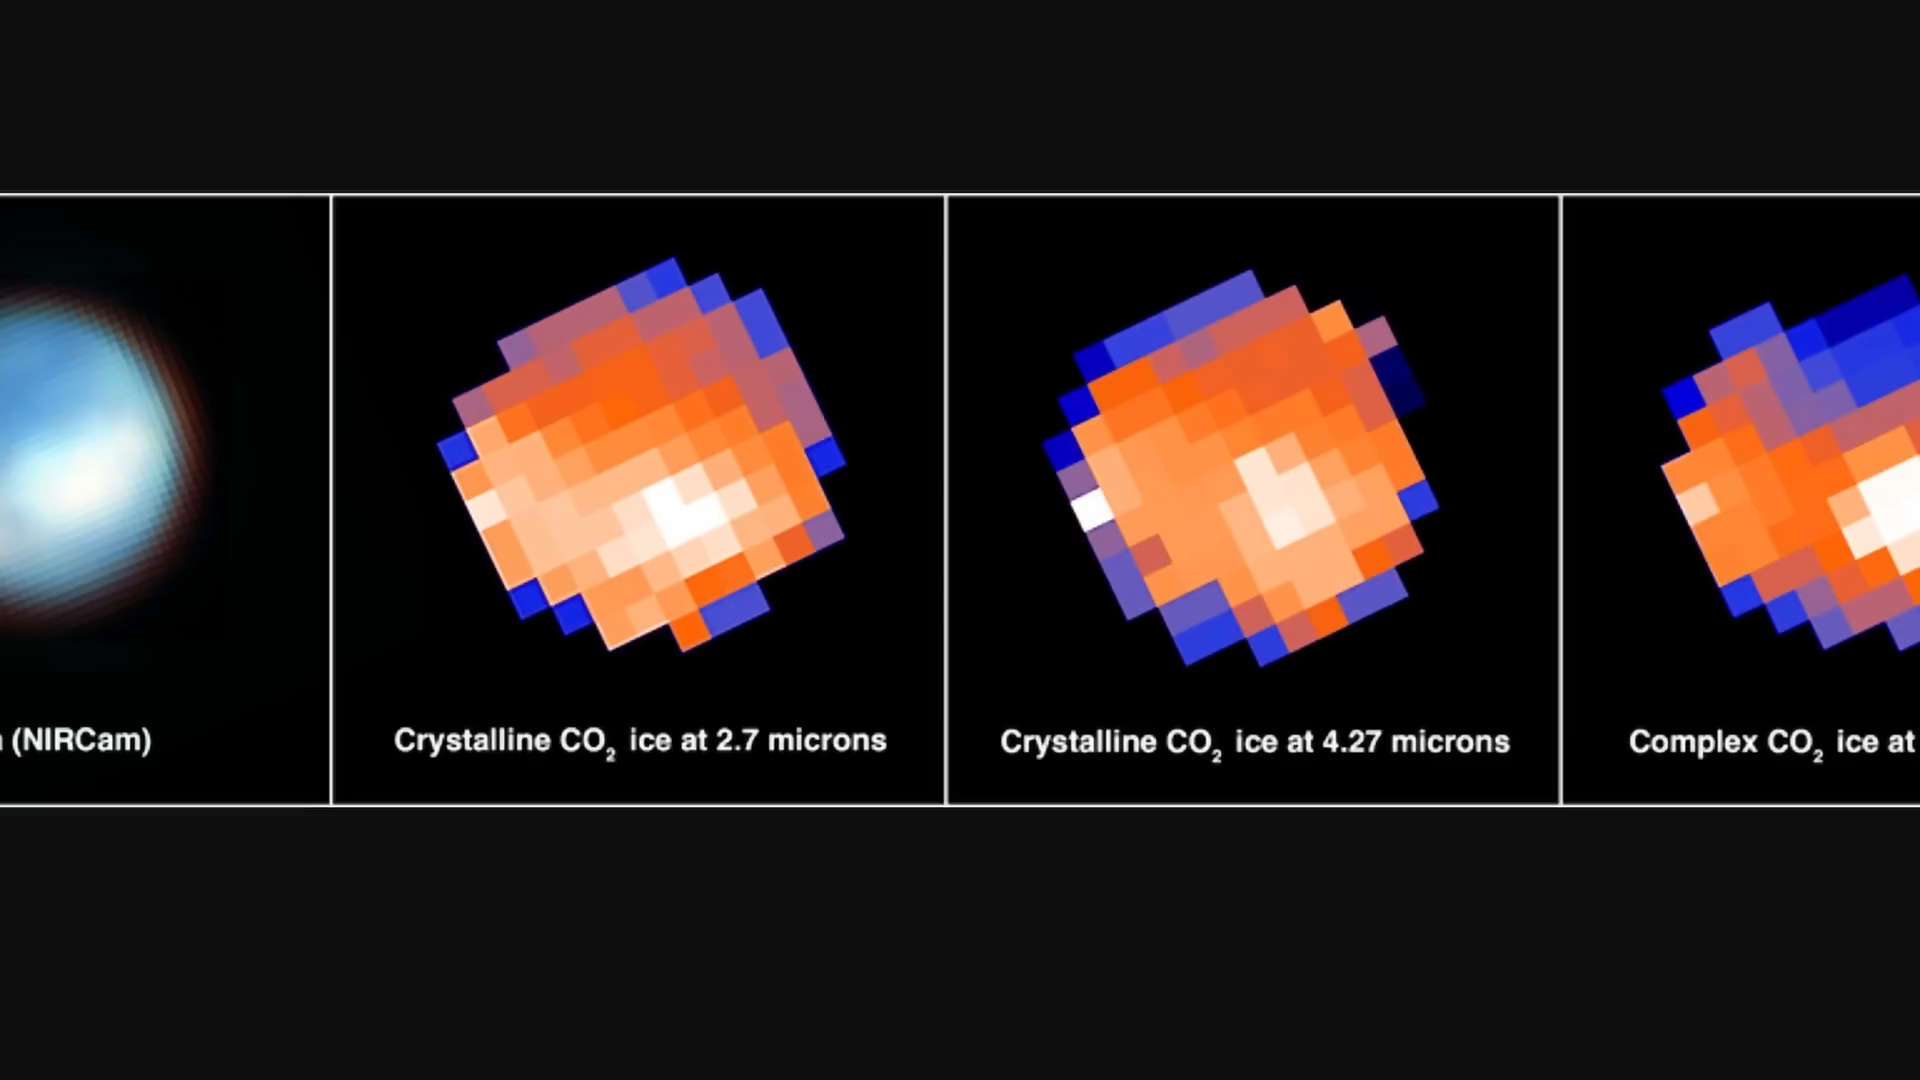 (NIRCam)
Crystalline CO₂ ice at 2.7 microns
Crystalline CO₂ ice at 4.27 microns
Complex CO₂ ice at